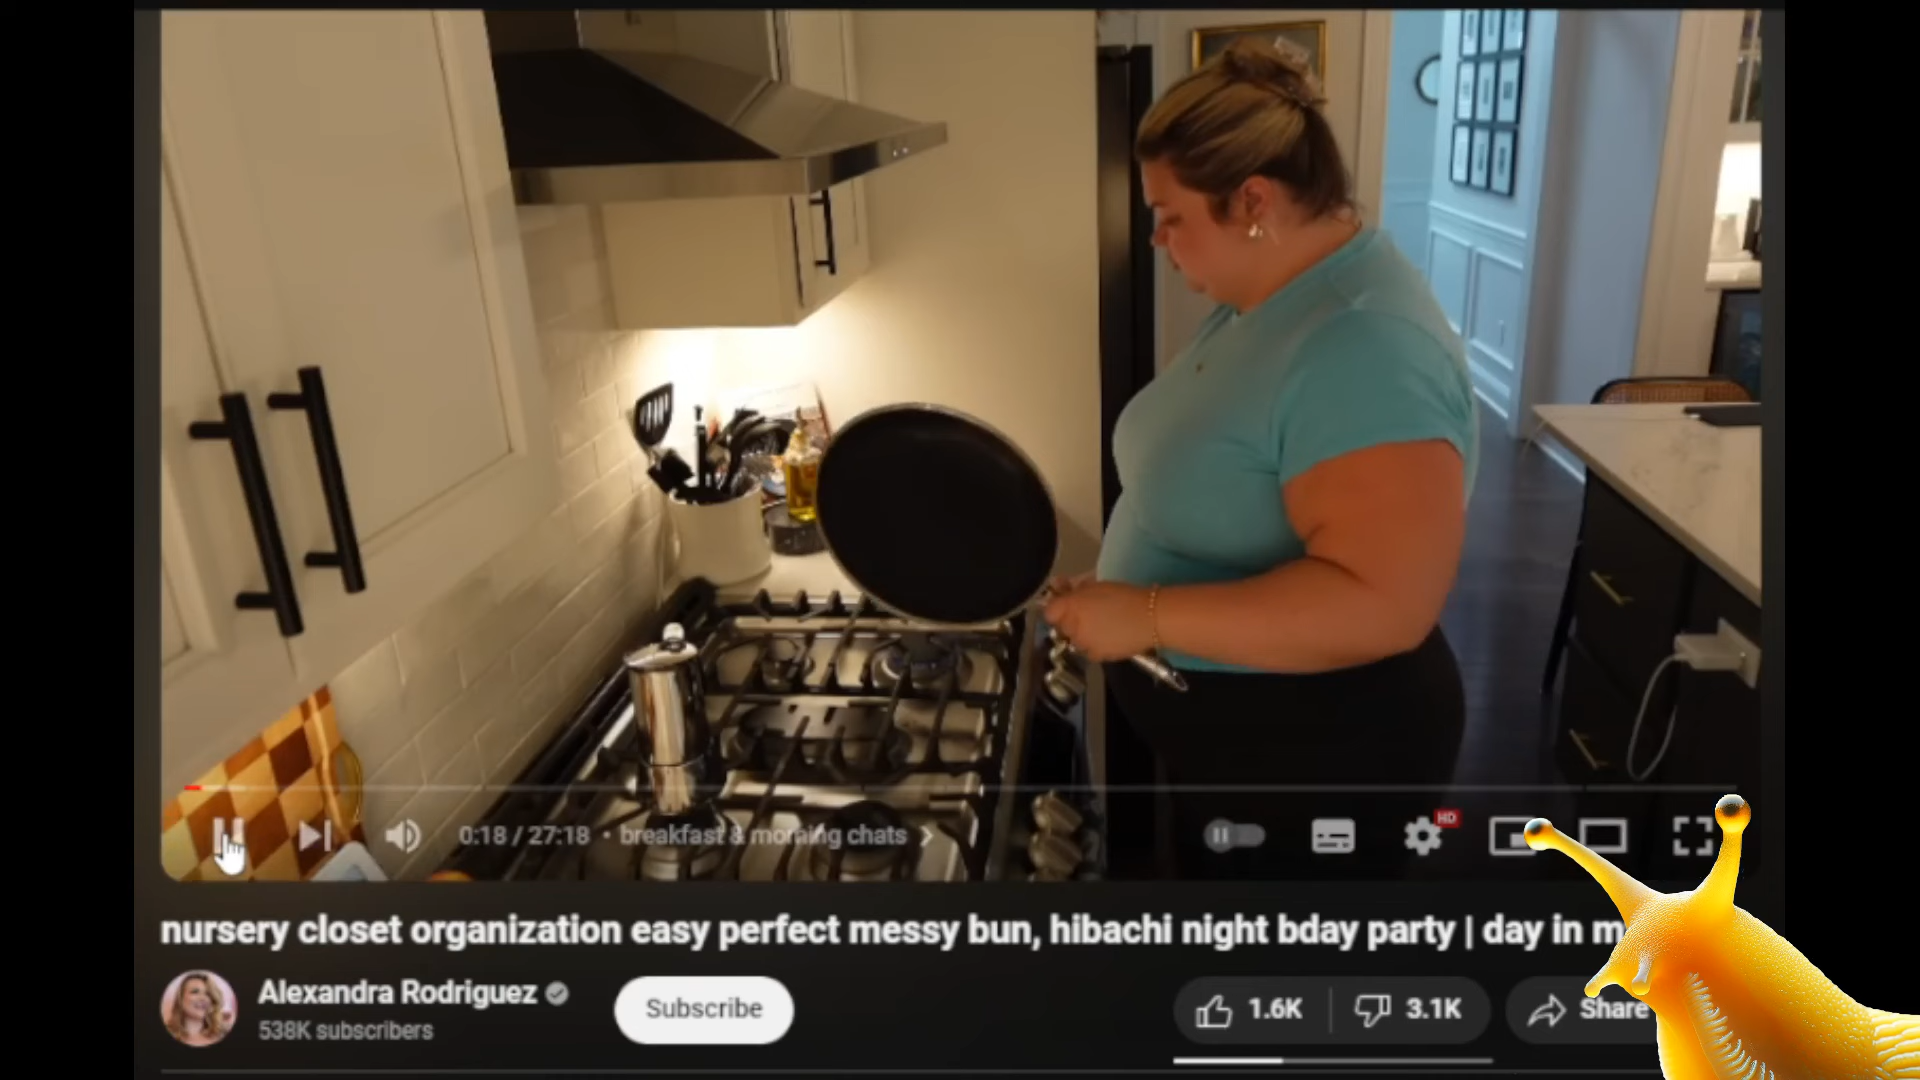 0:18 / 27:18 • breakfast & morning chats
HD
nursery closet organization easy perfect messy bun, hibachi night bday party | day in m
Alexandra Rodriguez
538K subscribers
Subscribe
1.6K
3.1K
Share